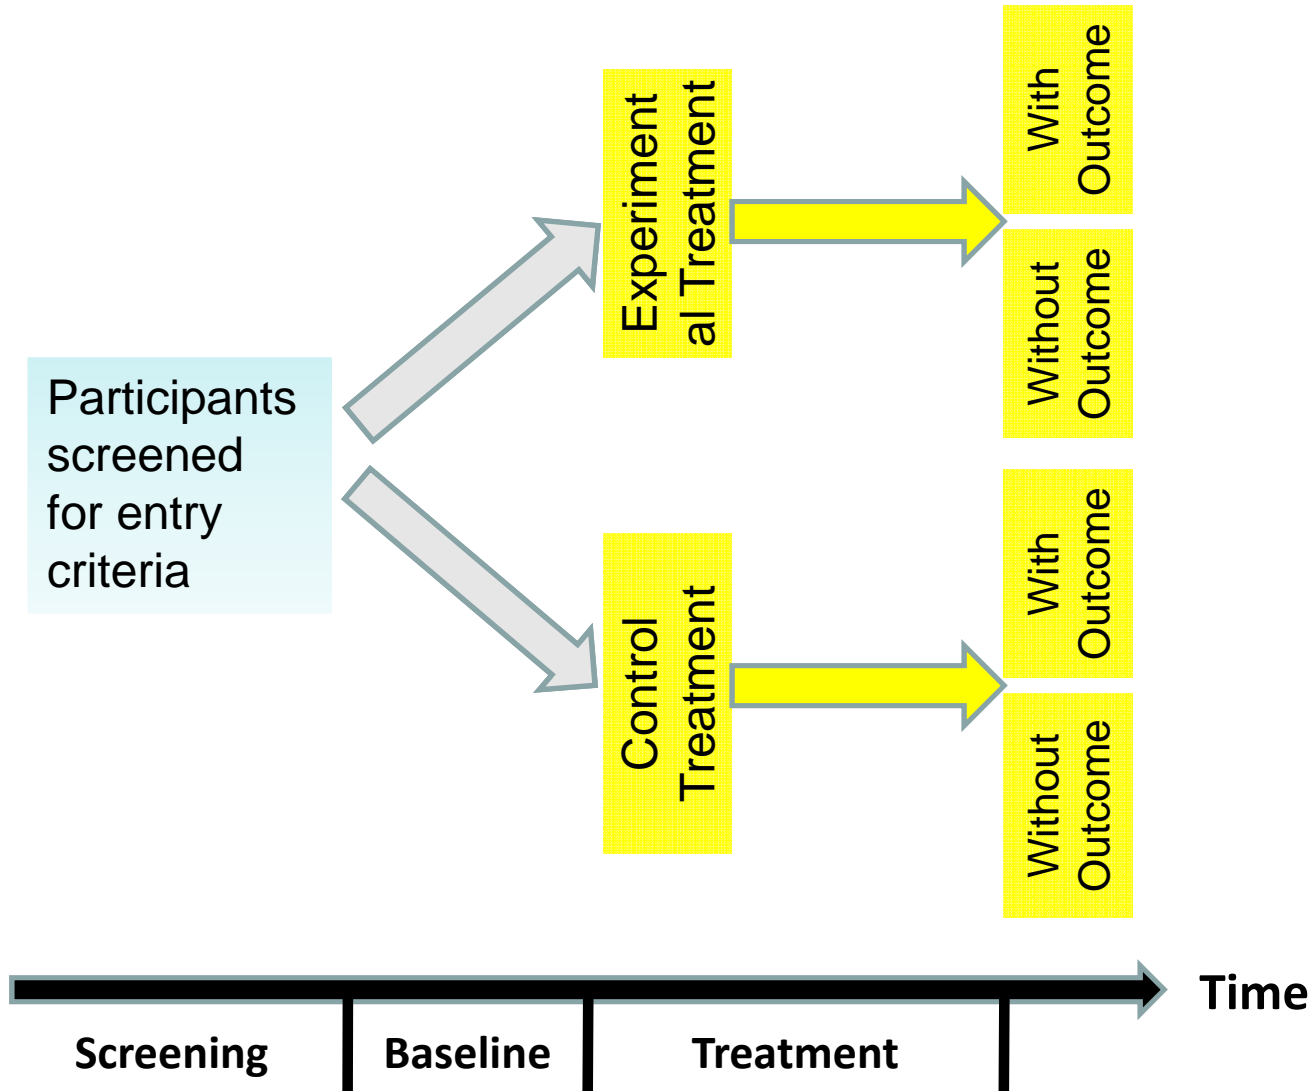 Participants
screened
for entry
criteria
Experiment
al Treatment
With
Outcome
Without
Outcome
Control
Treatment
With
Outcome
Without
Outcome
Time
Screening
Baseline
Treatment